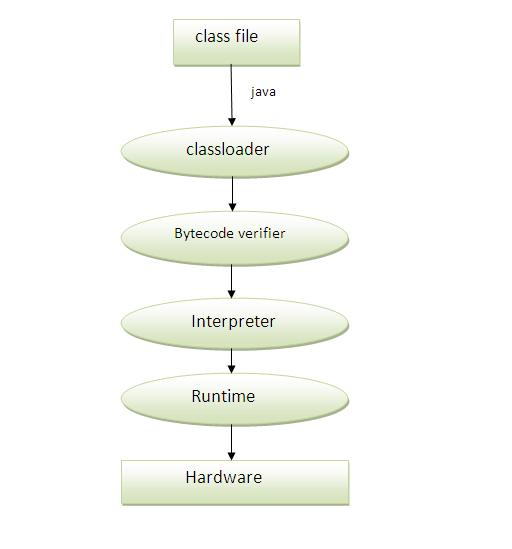 class file
java
classloader
Bytecode verifier
Interpreter
Runtime
Hardware